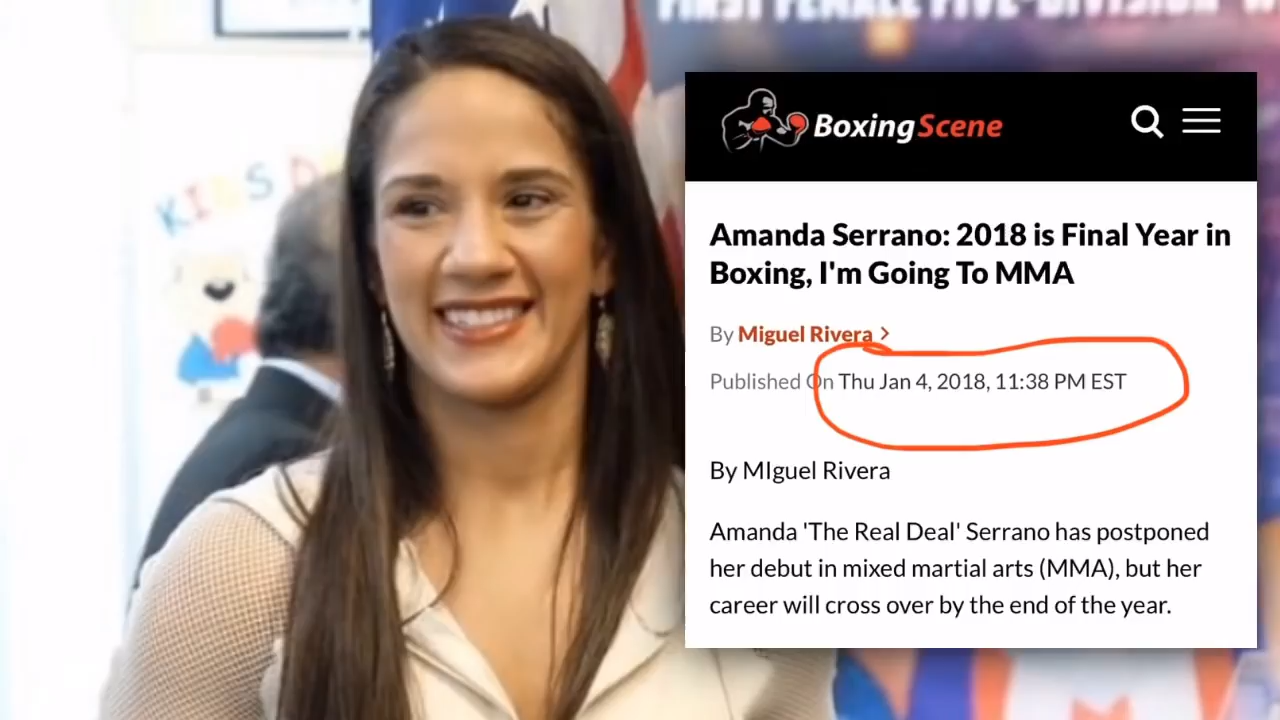 FIRST FEMALE FIVE-DIVISION
KIDS D
BoxingScene
Amanda Serrano: 2018 is Final Year in
Boxing, I'm Going To MMA
By Miguel Rivera >
Published On Thu Jan 4, 2018, 11:38 PM EST
By MIguel Rivera
Amanda 'The Real Deal' Serrano has postponed
her debut in mixed martial arts (MMA), but her
career will cross over by the end of the year.